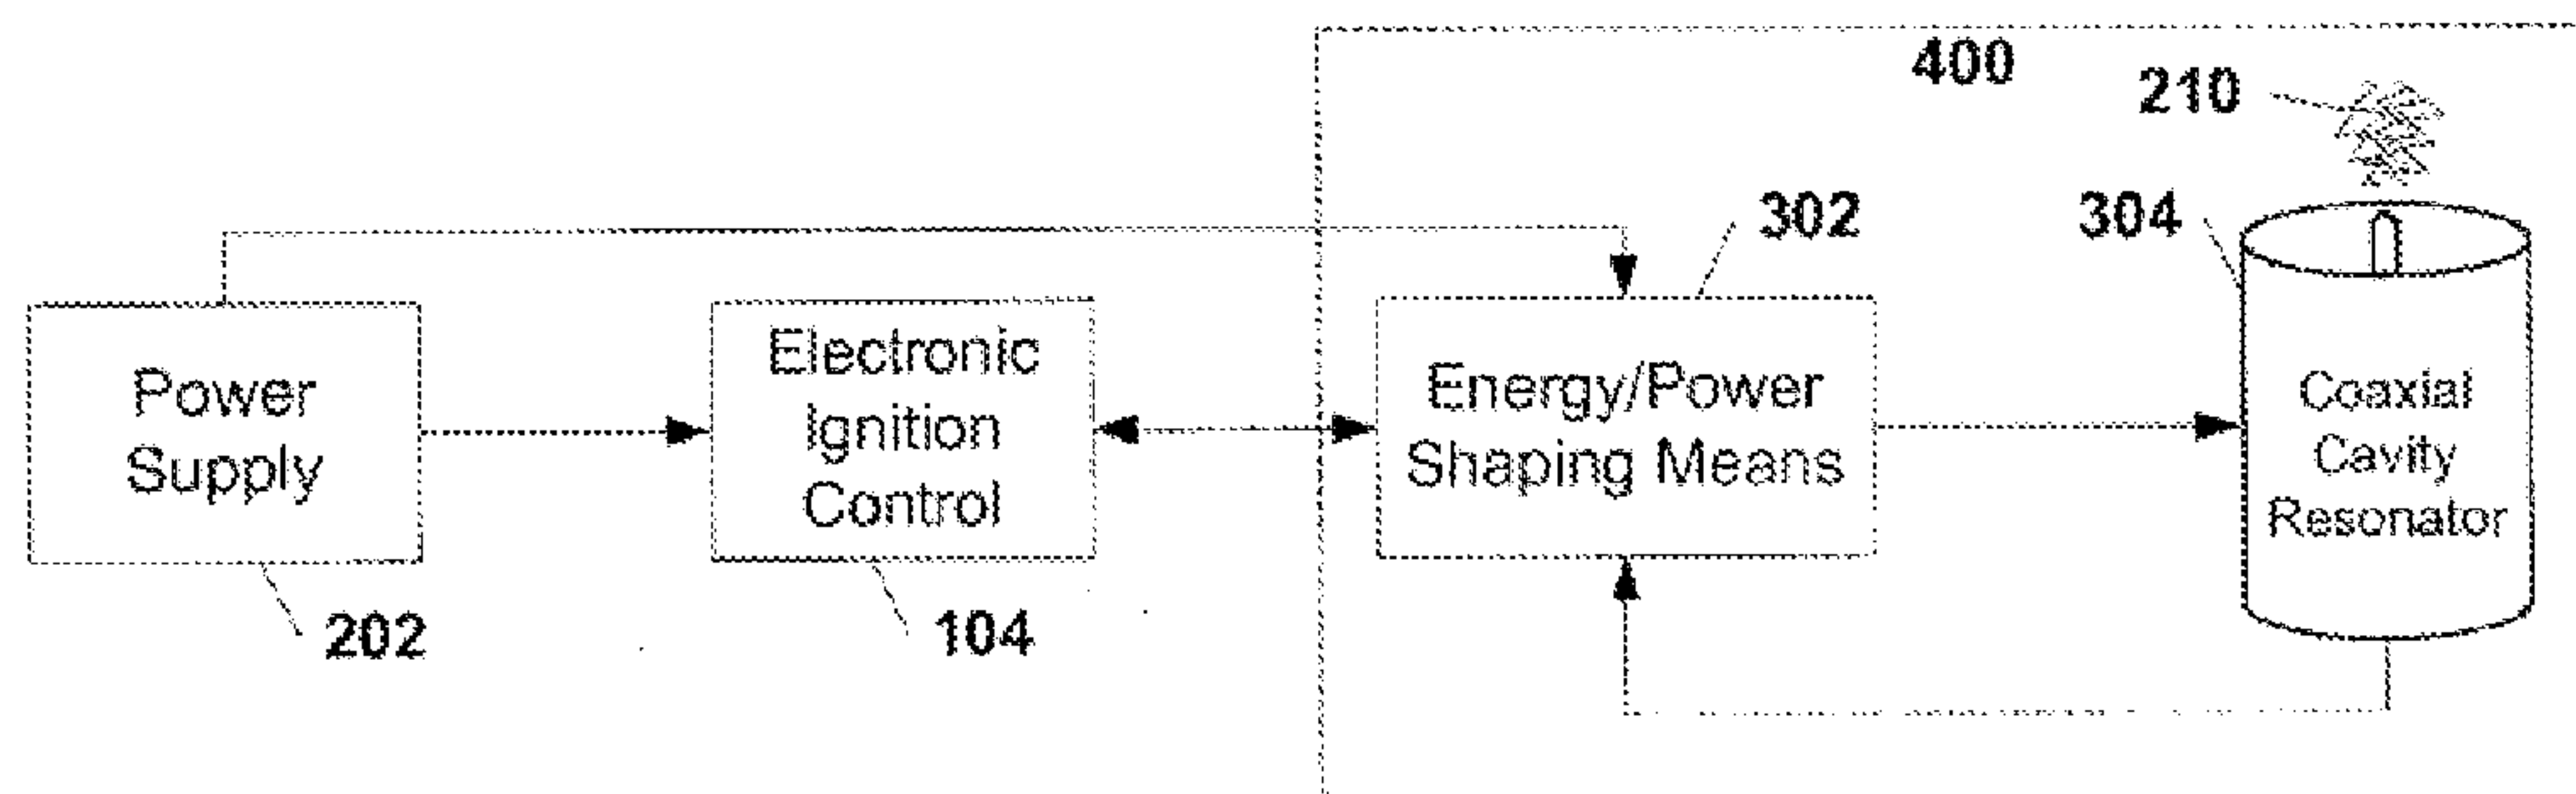 400
210
302
304
Power
Supply
Electronic
Ignition
Control
Energy/Power
Shaping Means
Coaxial
Cavity
Resonator
202
104